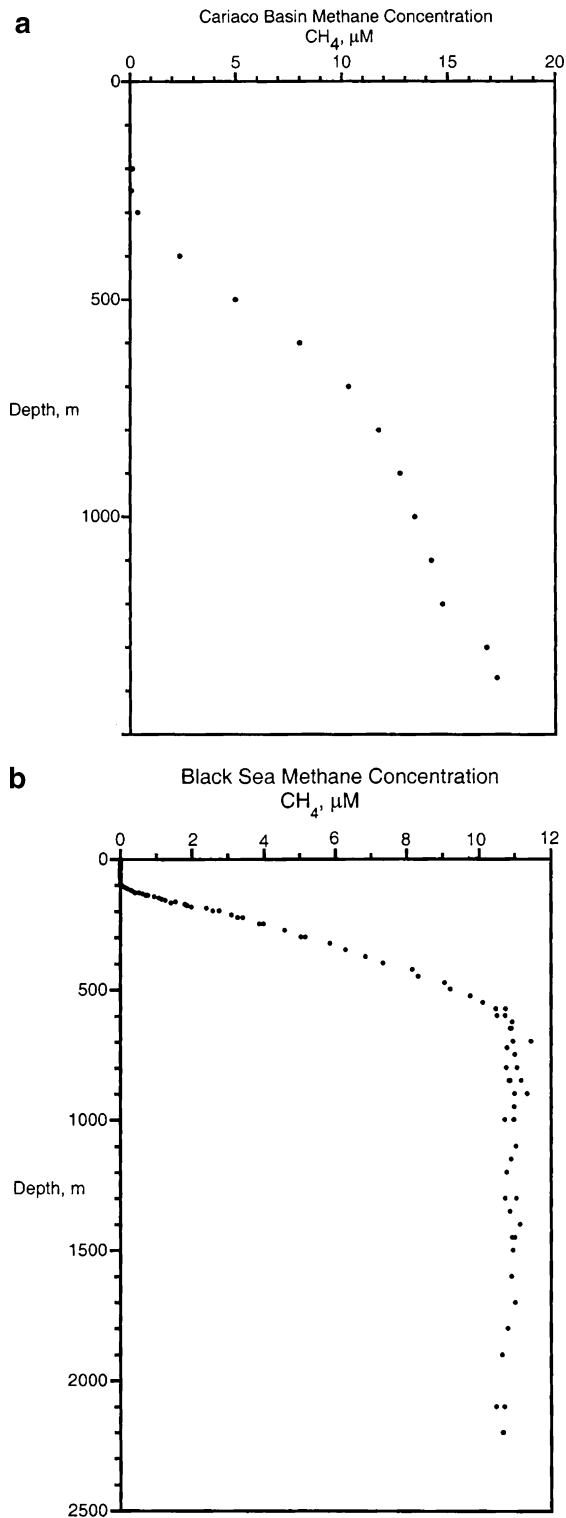 a
Cariaco Basin Methane Concentration
CH4, μM
0 5 10 15 20
0
500
Depth, m
1000
b
Black Sea Methane Concentration
CH4, μM
0 2 4 6 8 10 12
0
500
1000
Depth, m
1500
2000
2500